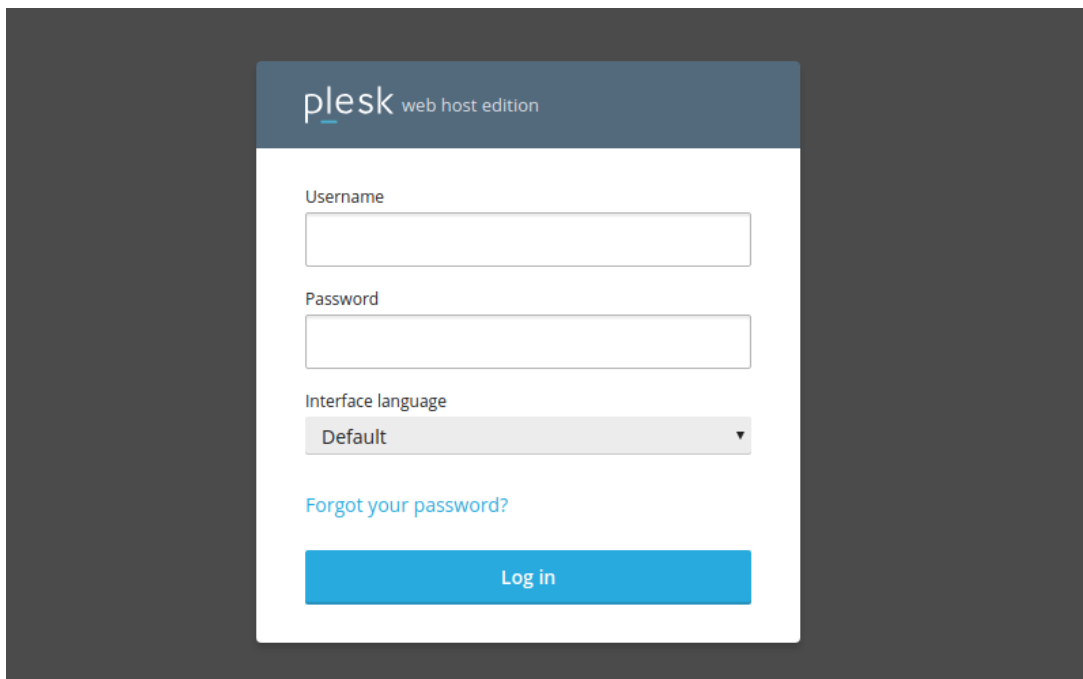 plesk web host edition
Username
Password
Interface language
Default
Forgot your password?
Log in